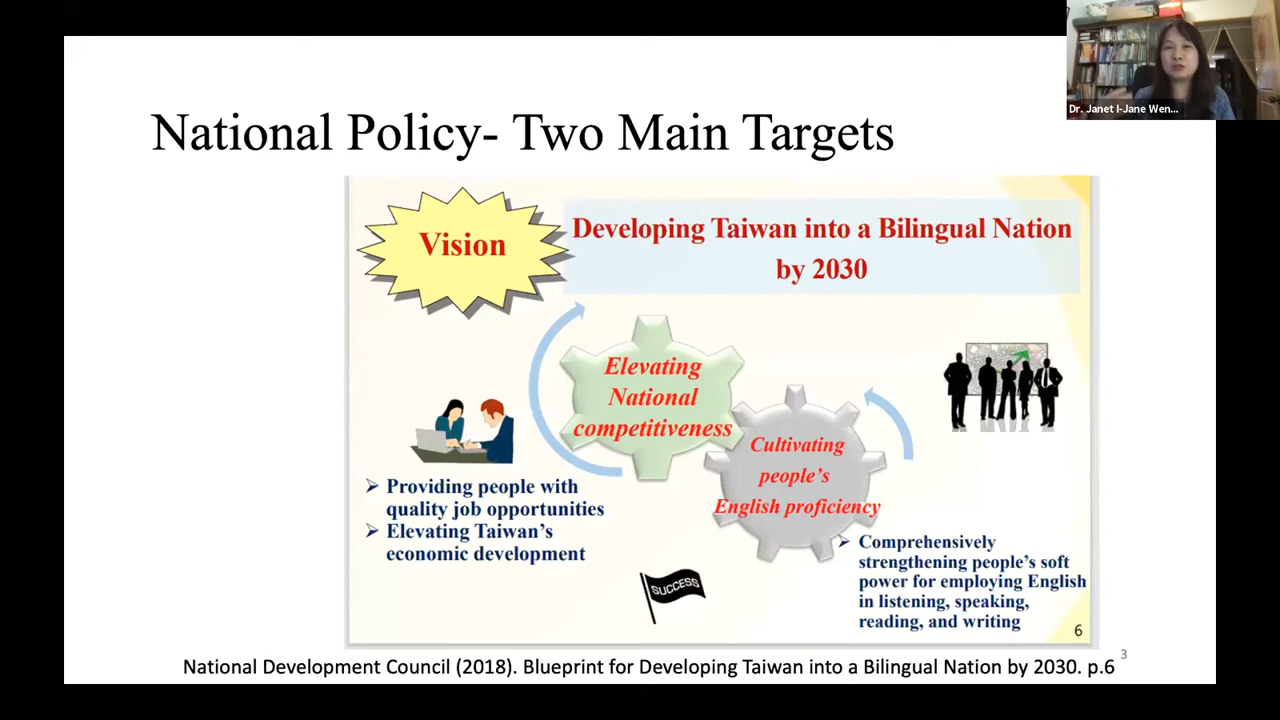 Dr. Janet I-Jane Wen...
National Policy- Two Main Targets
Vision
Developing Taiwan into a Bilingual Nation
by 2030
Elevating
National
competitiveness
Cultivating
people's
English proficiency
➢ Providing people with
quality job opportunities
➢ Elevating Taiwan's
economic development
SUCCESS
➢ Comprehensively
strengthening people's soft
power for employing English
in listening, speaking,
reading, and writing
6
3
National Development Council (2018). Blueprint for Developing Taiwan into a Bilingual Nation by 2030. p.6